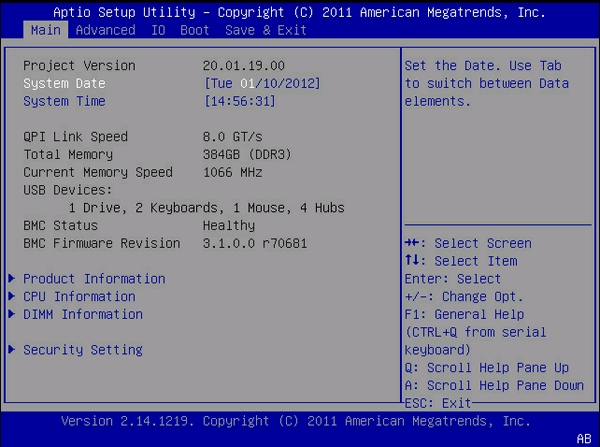 Aptio Setup Utility – Copyright (C) 2011 American Megatrends, Inc.
Main Advanced IO Boot Save & Exit
Project Version 20.01.19.00
System Date [Tue 01/10/2012]
System Time [14:56:31]
QPI Link Speed 8.0 GT/s
Total Memory 384GB (DDR3)
Current Memory Speed 1066 MHz
USB Devices:
1 Drive, 2 Keyboards, 1 Mouse, 4 Hubs
BMC Status Healthy
BMC Firmware Revision 3.1.0.0 r70681
Product Information
CPU Information
DIMM Information
Security Setting
Set the Date. Use Tab
to switch between Data
elements.
→←: Select Screen
↑↓: Select Item
Enter: Select
+/-: Change Opt.
F1: General Help
(CTRL+Q from serial
keyboard)
Q: Scroll Help Pane Up
A: Scroll Help Pane Down
ESC: Exit
Version 2.14.1219. Copyright (C) 2011 American Megatrends, Inc.
AB